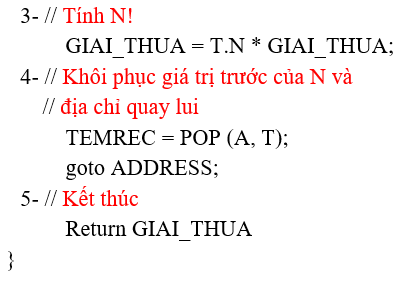 3- // Tính N!
GIAI_THUA = T.N * GIAI_THUA;
4- // Khôi phục giá trị trước của N và
// địa chỉ quay lui
TEMREC = POP (A, T);
goto ADDRESS;
5- // Kết thúc
Return GIAI_THUA
}